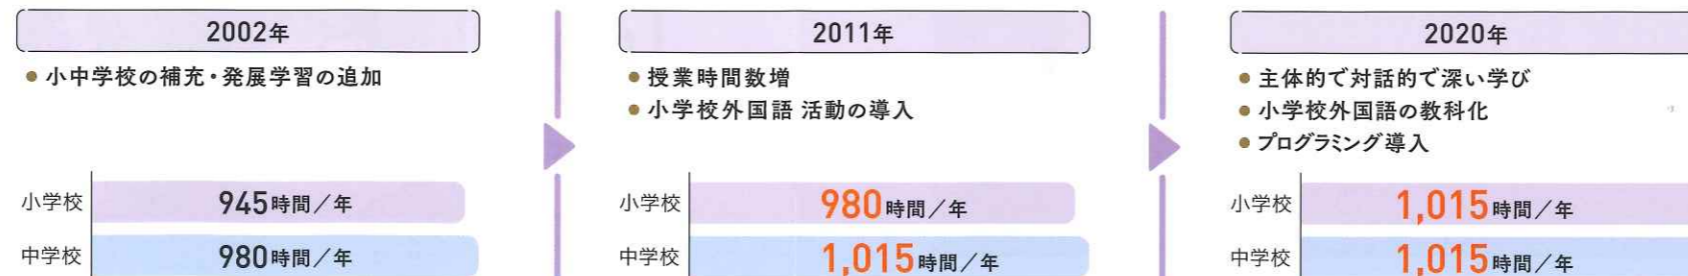 2002年
● 小中学校の補充・発展学習の追加
小学校 945時間／年
中学校 980時間／年
2011年
● 授業時間数増
● 小学校外国語 活動の導入
小学校 980時間／年
中学校 1,015時間／年
2020年
● 主体的で対話的で深い学び
● 小学校外国語の教科化
● プログラミング導入
小学校 1,015時間／年
中学校 1,015時間／年